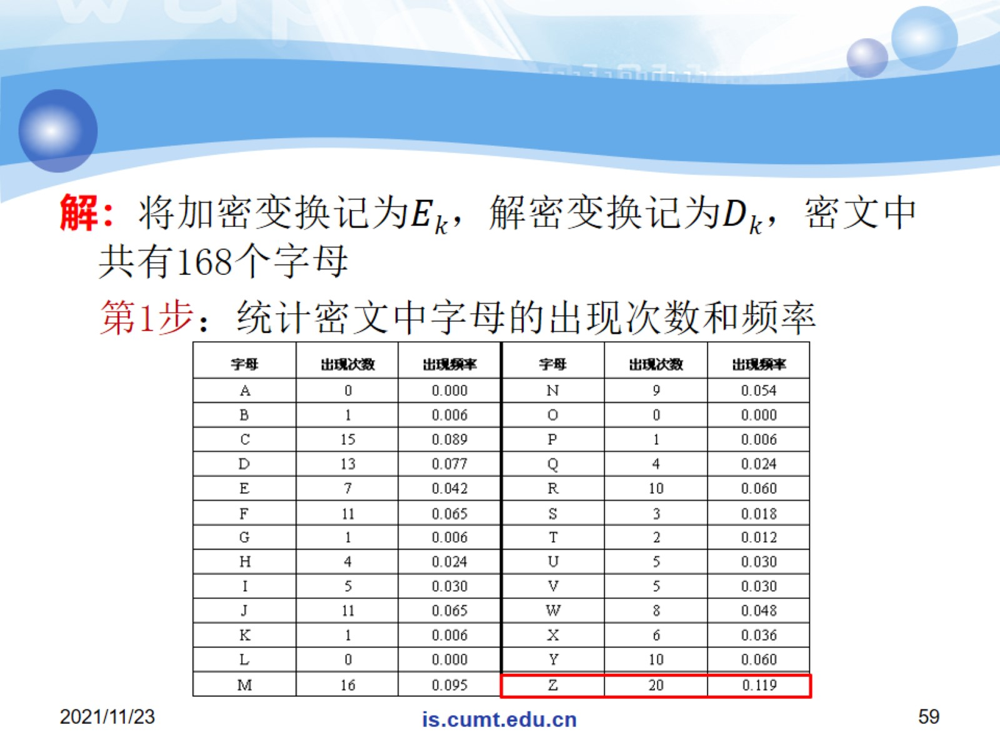 解：将加密变换记为E_k，解密变换记为D_k，密文中
共有168个字母
第1步：统计密文中字母的出现次数和频率
字母 出现次数 出现频率 字母 出现次数 出现频率
A 0 0.000 N 9 0.054
B 1 0.006 O 0 0.000
C 15 0.089 P 1 0.006
D 13 0.077 Q 4 0.024
E 7 0.042 R 10 0.060
F 11 0.065 S 3 0.018
G 1 0.006 T 2 0.012
H 4 0.024 U 5 0.030
I 5 0.030 V 5 0.030
J 11 0.065 W 8 0.048
K 1 0.006 X 6 0.036
L 0 0.000 Y 10 0.060
M 16 0.095 Z 20 0.119
2021/11/23 is.cumt.edu.cn 59